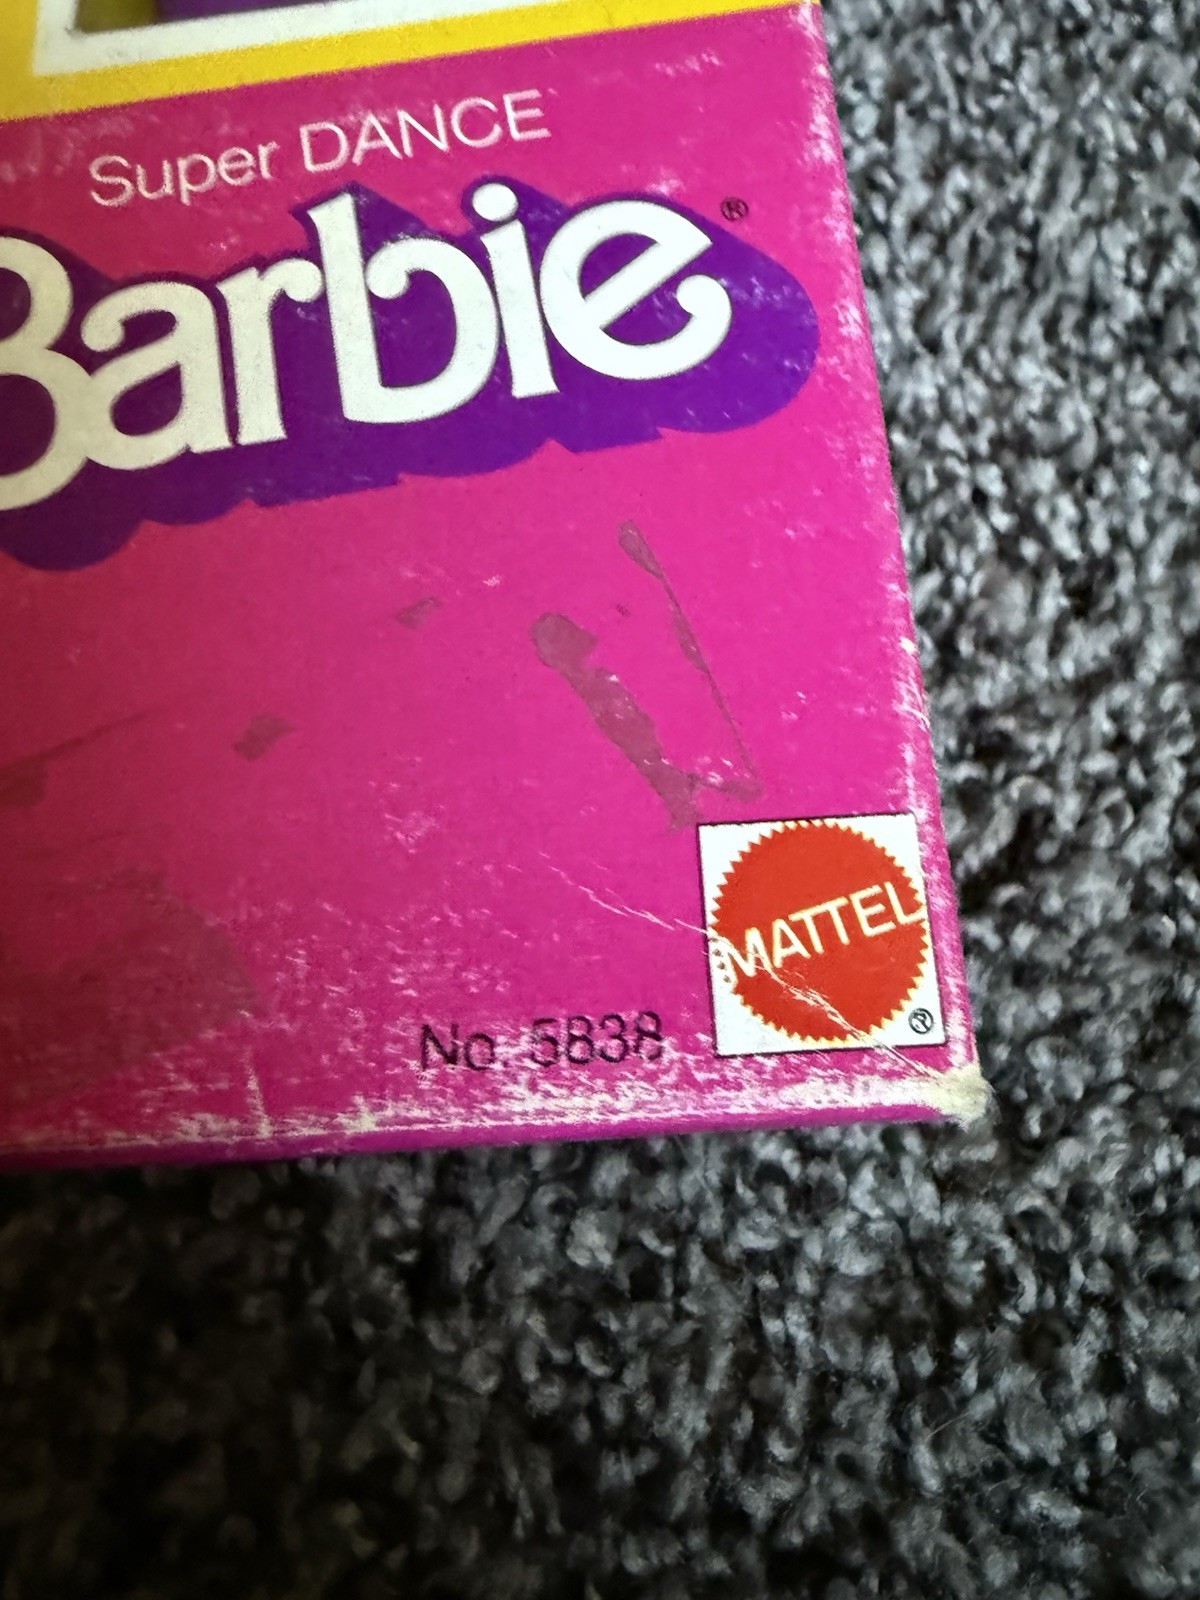 Super DANCE
Barbie®
MATTEL
®
No. 5838